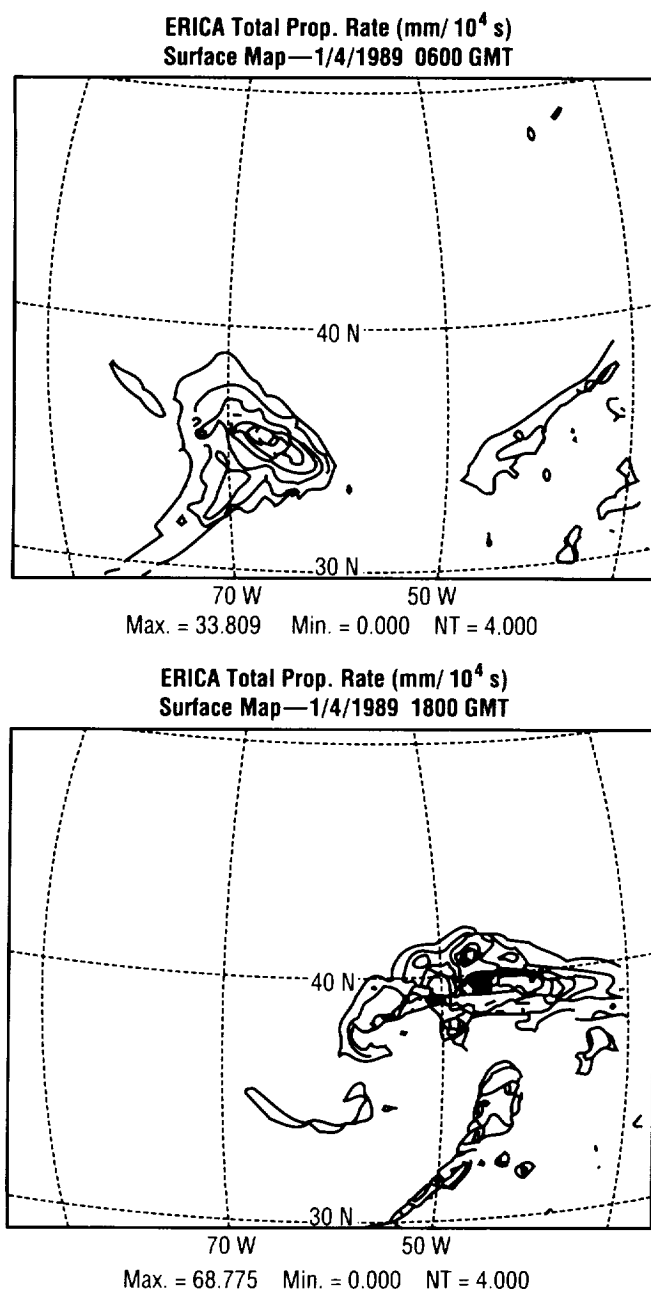 ERICA Total Prop. Rate (mm/ 10⁴ s)
Surface Map—1/4/1989 0600 GMT
40 N
30 N
70 W 50 W
Max. = 33.809 Min. = 0.000 NT = 4.000
ERICA Total Prop. Rate (mm/ 10⁴ s)
Surface Map—1/4/1989 1800 GMT
40 N
30 N
70 W 50 W
Max. = 68.775 Min. = 0.000 NT = 4.000